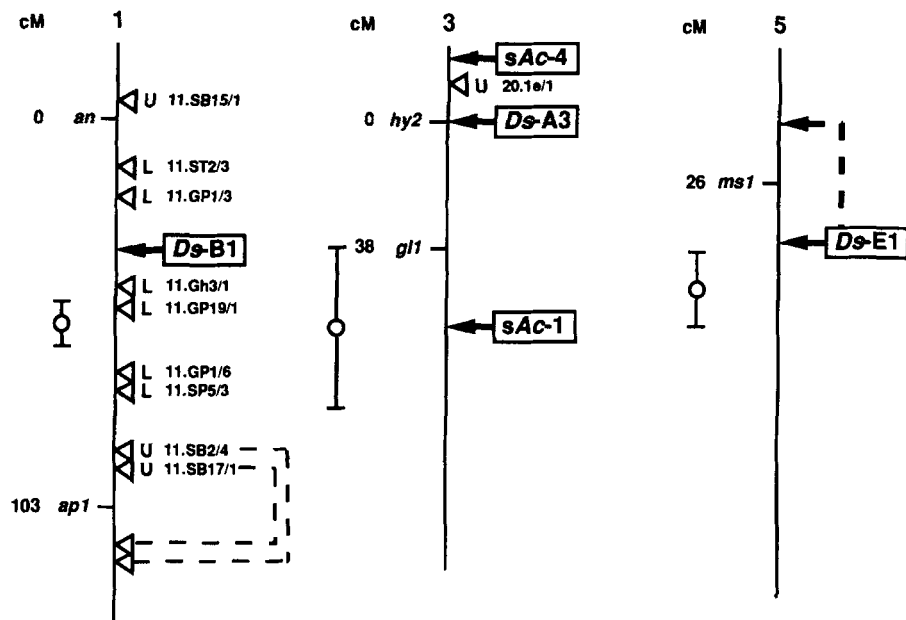 cM 1
U 11.SB15/1
0 an
L 11.ST2/3
L 11.GP1/3
Ds-B1
L 11.Gh3/1
L 11.GP19/1
L 11.GP1/6
L 11.SP5/3
U 11.SB2/4
U 11.SB17/1
103 ap1
cM 3
sAc-4
U 20.1e/1
0 hy2 Ds-A3
38 gl1
sAc-1
cM 5
26 ms1
Ds-E1